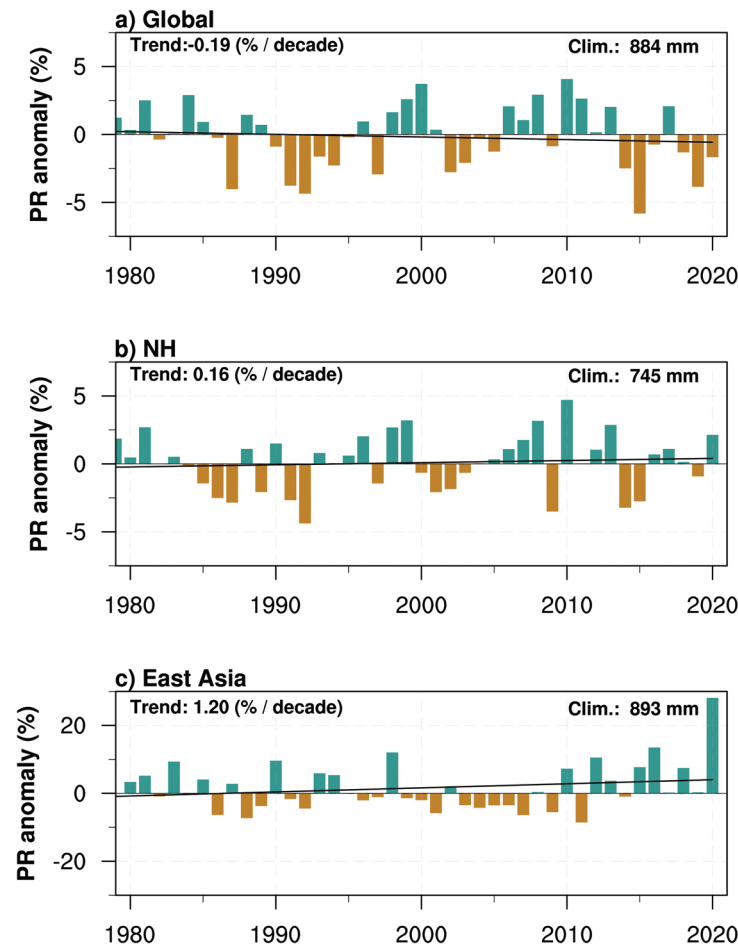 a) Global
Trend:-0.19 (% / decade)
Clim.: 884 mm
PR anomaly (%)
5
0
-5
1980
1990
2000
2010
2020
b) NH
Trend: 0.16 (% / decade)
Clim.: 745 mm
PR anomaly (%)
5
0
-5
1980
1990
2000
2010
2020
c) East Asia
Trend: 1.20 (% / decade)
Clim.: 893 mm
PR anomaly (%)
20
0
-20
1980
1990
2000
2010
2020